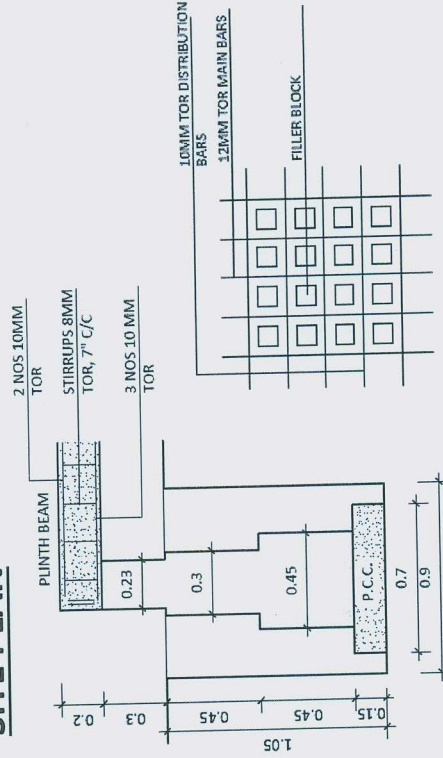 PLINTH BEAM
2 NOS 10MM
TOR
STIRRUPS 8MM
TOR, 7" C/C
3 NOS 10 MM
TOR
0.2
0.3
0.45
0.45
0.15
1.05
0.23
0.3
0.45
P.C.C.
0.7
0.9
10MM TOR DISTRIBUTION
BARS
12MM TOR MAIN BARS
FILLER BLOCK